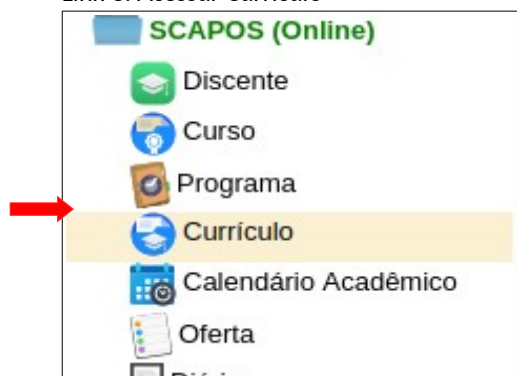 SCAPOS (Online)
Discente
Curso
Programa
Currículo
Calendário Acadêmico
Oferta